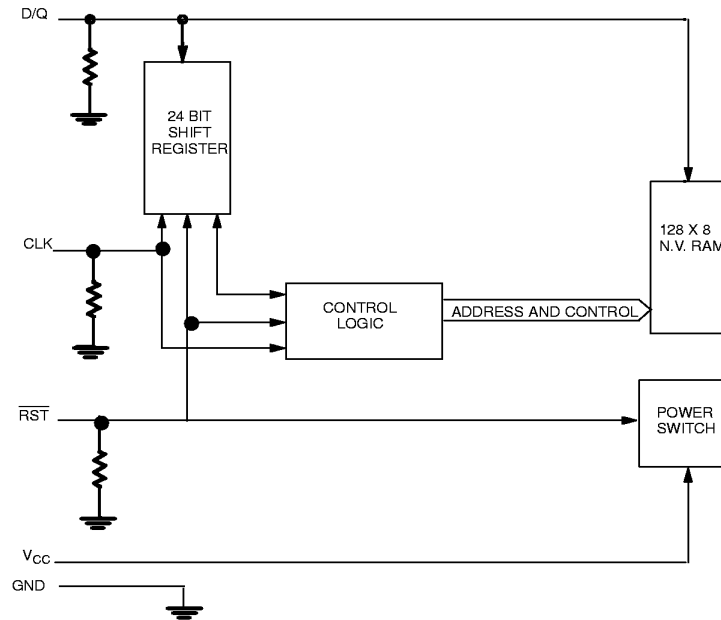 D/Q
24 BIT
SHIFT
REGISTER
CLK
128 X 8
N.V. RAM
CONTROL
LOGIC
ADDRESS AND CONTROL
RST
POWER
SWITCH
VCC
GND